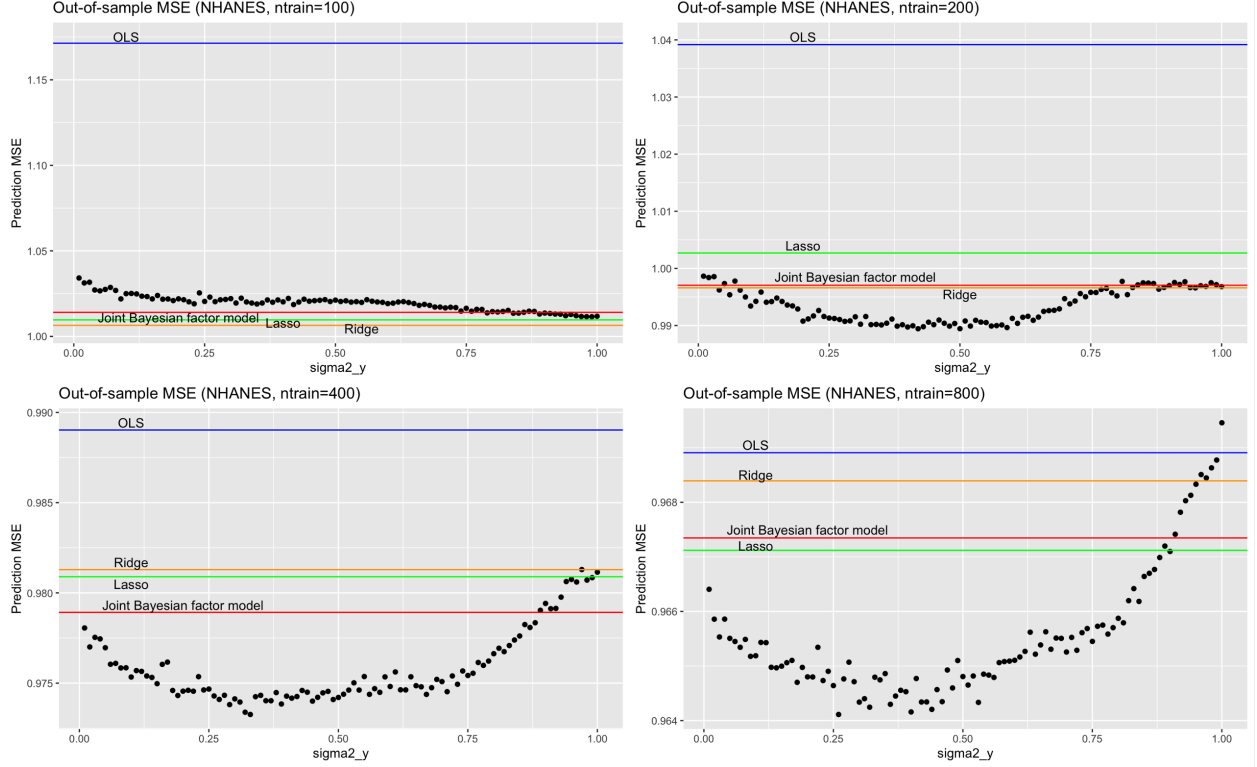 Out-of-sample MSE (NHANES, ntrain=100)
OLS
1.15
1.10
1.05
1.00
Prediction MSE
Joint Bayesian factor model
Lasso
Ridge
0.00 0.25 0.50 0.75 1.00
sigma2_y
Out-of-sample MSE (NHANES, ntrain=200)
1.04
1.03
1.02
1.01
1.00
0.99
Prediction MSE
OLS
Lasso
Joint Bayesian factor model
Ridge
0.00 0.25 0.50 0.75 1.00
sigma2_y
Out-of-sample MSE (NHANES, ntrain=400)
0.990
0.985
0.980
0.975
Prediction MSE
OLS
Ridge
Lasso
Joint Bayesian factor model
0.00 0.25 0.50 0.75 1.00
sigma2_y
Out-of-sample MSE (NHANES, ntrain=800)
0.968
0.966
0.964
Prediction MSE
OLS
Ridge
Joint Bayesian factor model
Lasso
0.00 0.25 0.50 0.75 1.00
sigma2_y